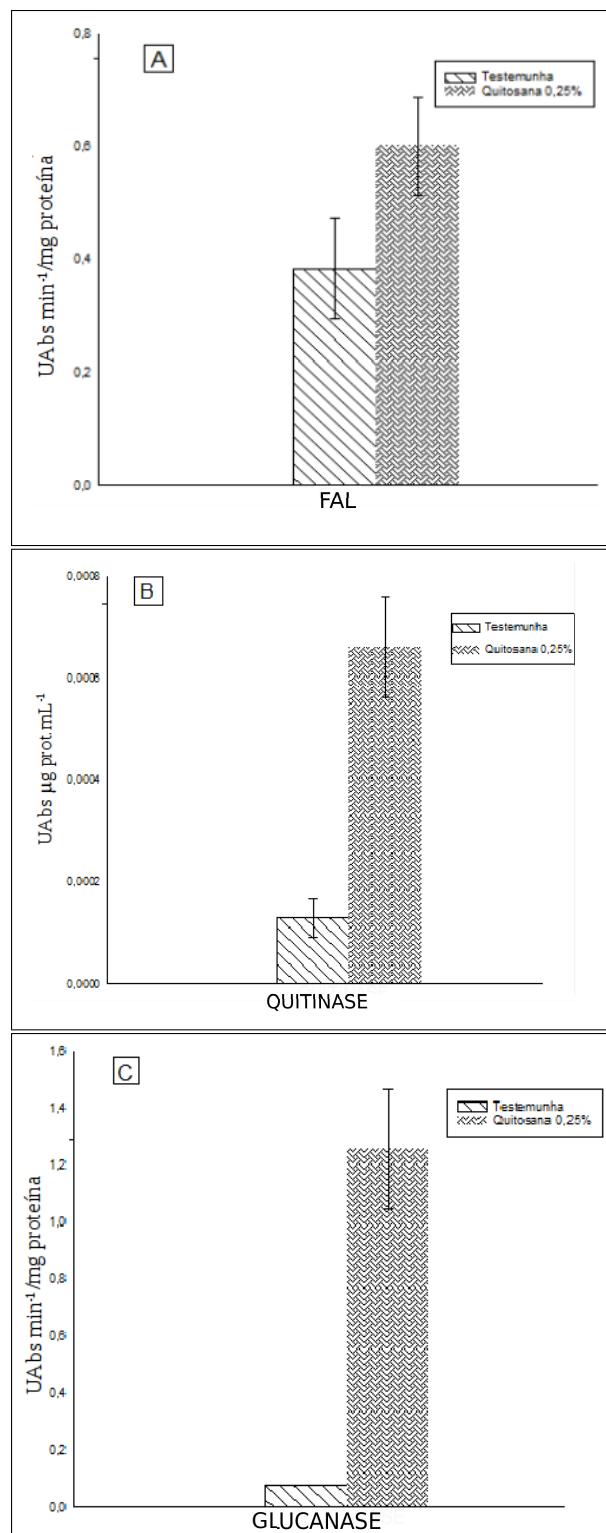 A
Testemunha
Quitosana 0,25%
UAbs min⁻¹/mg proteína
0,8
0,6
0,4
0,2
0,0
FAL
B
Testemunha
Quitosana 0,25%
UAbs µg prot.mL⁻¹
0,0008
0,0006
0,0004
0,0002
0,0000
QUITINASE
C
Testemunha
Quitosana 0,25%
UAbs min⁻¹/mg proteína
1,6
1,4
1,2
1,0
0,8
0,6
0,4
0,2
0,0
GLUCANASE